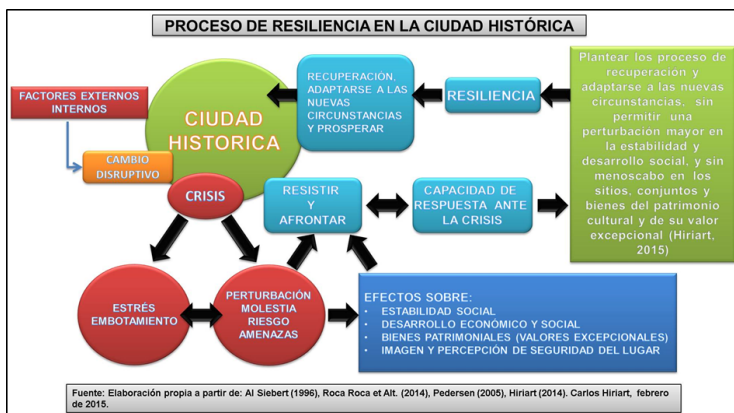 PROCESO DE RESILIENCIA EN LA CIUDAD HISTÓRICA
FACTORES EXTERNOS
INTERNOS
CAMBIO
DISRUPTIVO
CIUDAD
HISTORICA
CRISIS
RECUPERACIÓN,
ADAPTARSE A LAS
NUEVAS
CIRCUNSTANCIAS
Y PROSPERAR
RESILIENCIA
Plantear los proceso de
recuperación y
adaptarse a las nuevas
circunstancias, sin
permitir una
perturbación mayor en
la estabilidad y
desarrollo social, y sin
menoscabo en los
sitios, conjuntos y
bienes del patrimonio
cultural y de su valor
excepcional (Hiriart,
2015)
RESISTIR
Y
AFRONTAR
CAPACIDAD DE
RESPUESTA ANTE
LA CRISIS
ESTRÉS
EMBOTAMIENTO
PERTURBACIÓN
MOLESTIA
RIESGO
AMENAZAS
EFECTOS SOBRE:
• ESTABILIDAD SOCIAL
• DESARROLLO ECONÓMICO Y SOCIAL
• BIENES PATRIMONIALES (VALORES EXCEPCIONALES)
• IMAGEN Y PERCEPCIÓN DE SEGURIDAD DEL LUGAR
Fuente: Elaboración propia a partir de: Al Siebert (1996), Roca Roca et Alt. (2014), Pedersen (2005), Hiriart (2014). Carlos Hiriart, febrero
de 2015.